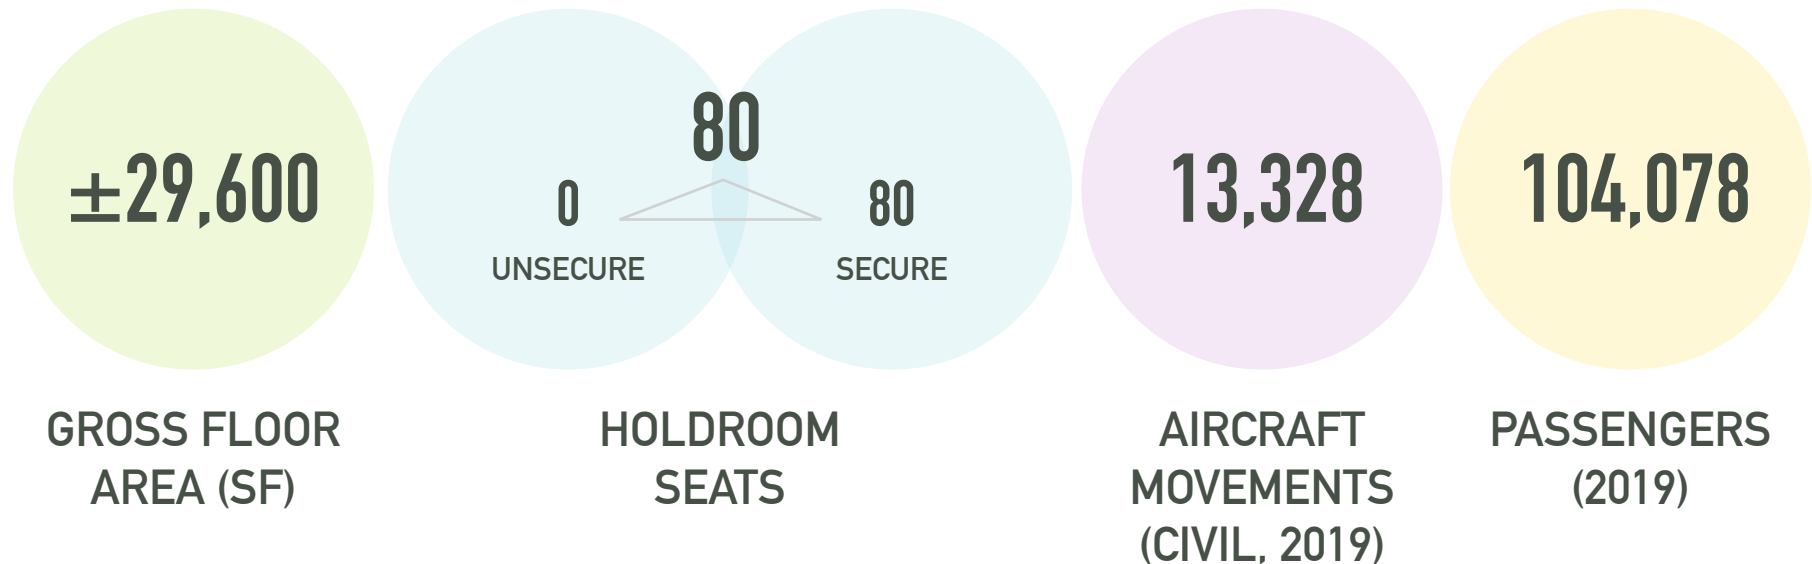 ±29,600
GROSS FLOOR
AREA (SF)
80
0
UNSECURE
80
SECURE
HOLDROOM
SEATS
13,328
AIRCRAFT
MOVEMENTS
(CIVIL, 2019)
104,078
PASSENGERS
(2019)